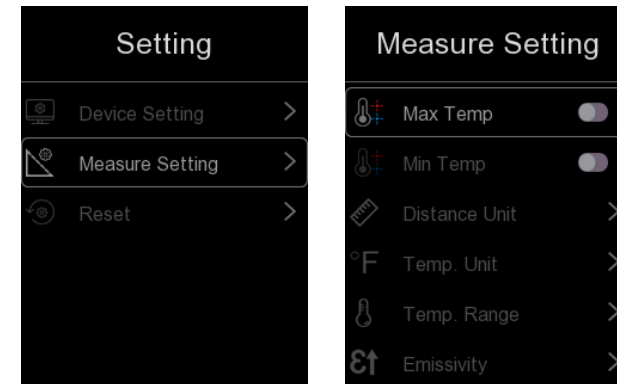 Setting
Device Setting
Measure Setting
Reset
Measure Setting
Max Temp
Min Temp
Distance Unit
°F Temp. Unit
Temp. Range
Ɛ↑ Emissivity